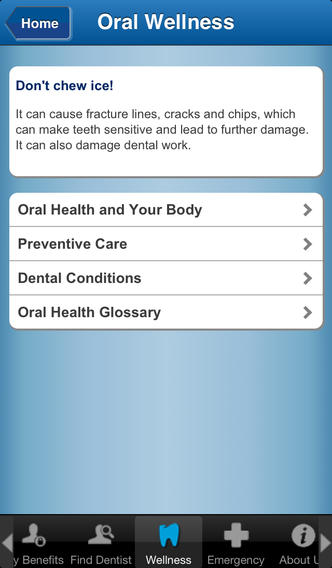 Home
Oral Wellness
Don't chew ice!
It can cause fracture lines, cracks and chips, which
can make teeth sensitive and lead to further damage.
It can also damage dental work.
Oral Health and Your Body
Preventive Care
Dental Conditions
Oral Health Glossary
y Benefits Find Dentist Wellness Emergency About U